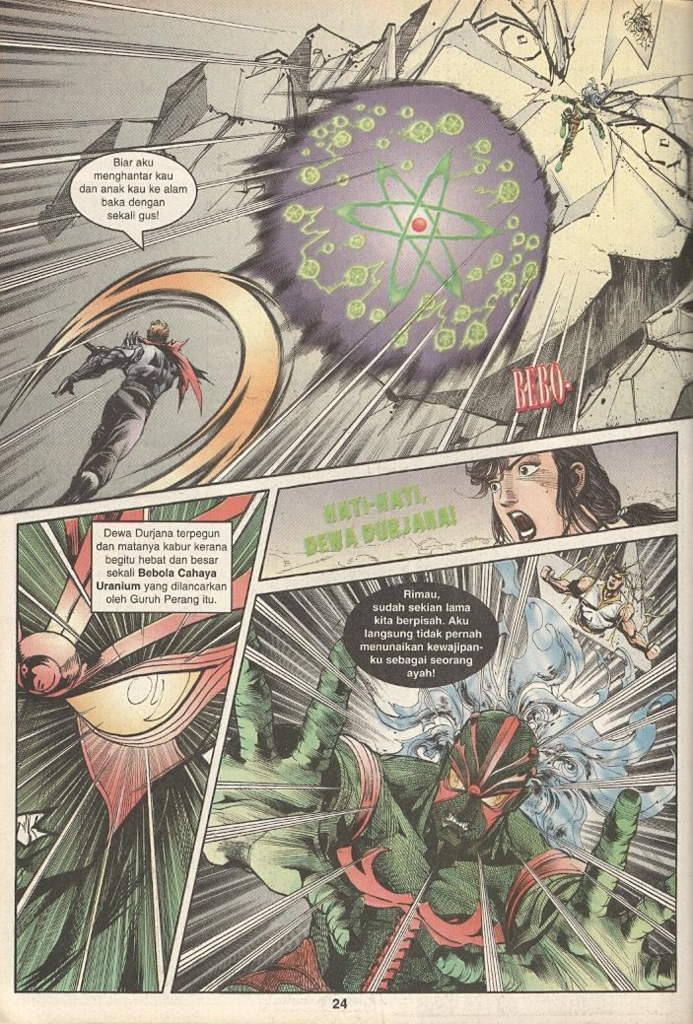 Biar aku
menghantar kau
dan anak kau ke alam
baka dengan
sekali gus!
BEBO-
HATI-HATI,
DEWA DURJANA!
Dewa Durjana terpegun
dan matanya kabur kerana
begitu hebat dan besar
sekali Bebola Cahaya
Uranium yang dilancarkan
oleh Guruh Perang itu.
Rimau,
sudah sekian lama
kita berpisah. Aku
langsung tidak pernah
menunaikan kewajipan-
ku sebagai seorang
ayah!
24